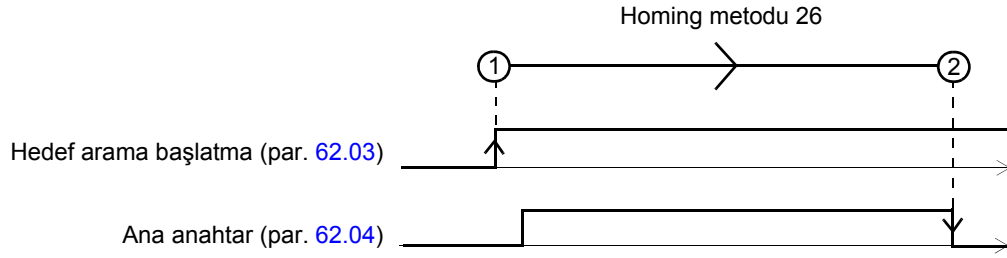 Homing metodu 26
1 2
Hedef arama başlatma (par. 62.03)
Ana anahtar (par. 62.04)